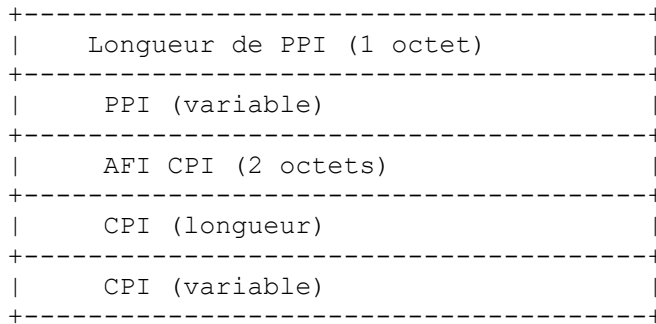 Longueur de PPI (1 octet)
PPI (variable)
AFI CPI (2 octets)
CPI (longueur)
CPI (variable)